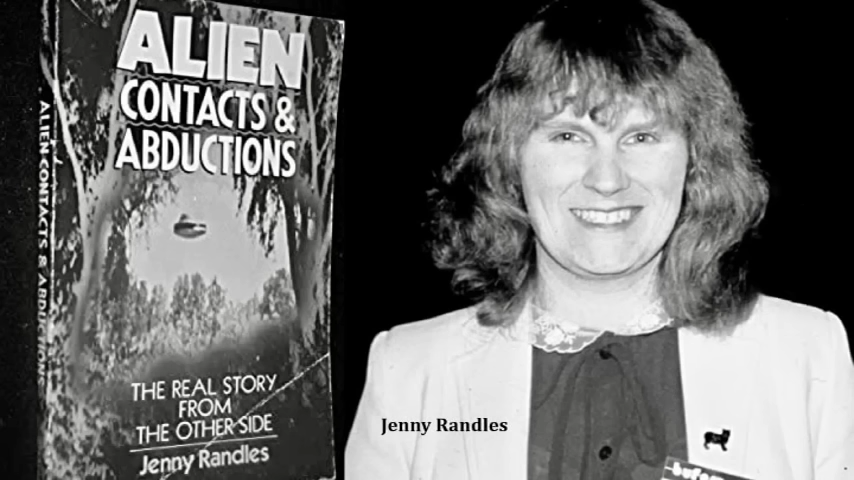 ALIEN
CONTACTS &
ABDUCTIONS
THE REAL STORY
FROM
THE OTHER SIDE
Jenny Randles
ALIEN CONTACTS & ABDUCTIONS
Jenny Randles